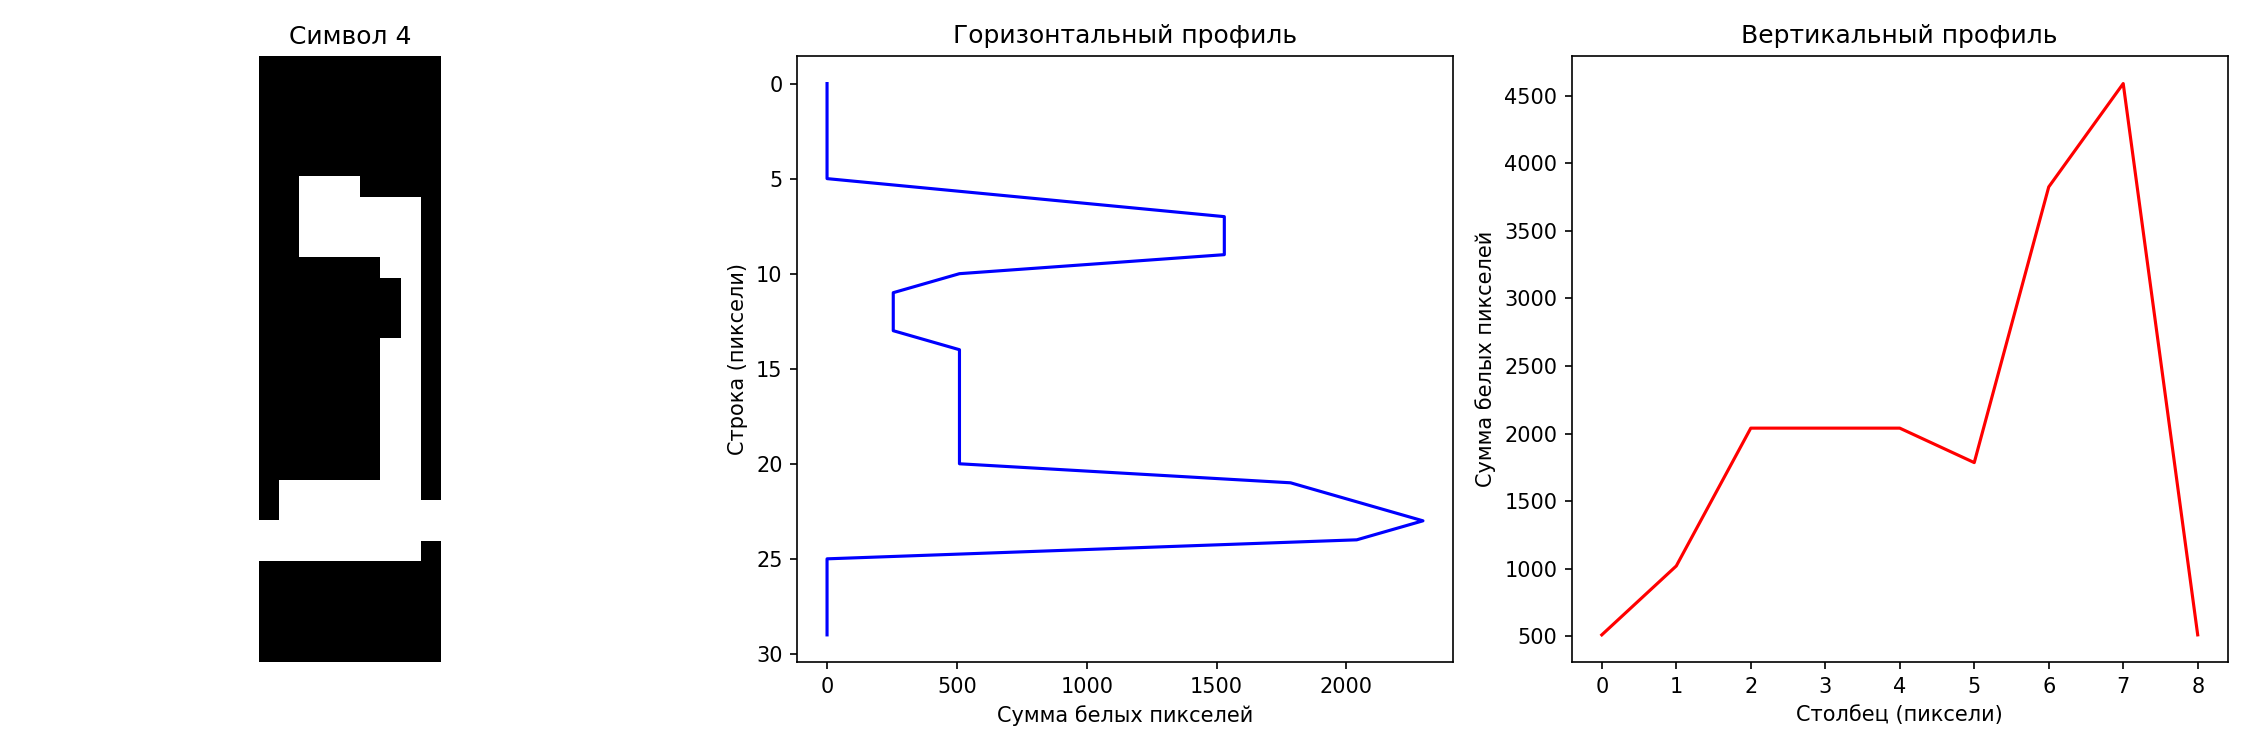 Символ 4
Горизонтальный профиль
Строка (пиксели)
0
5
10
15
20
25
30
0 500 1000 1500 2000
Сумма белых пикселей
Вертикальный профиль
Сумма белых пикселей
4500
4000
3500
3000
2500
2000
1500
1000
500
0 1 2 3 4 5 6 7 8
Столбец (пиксели)